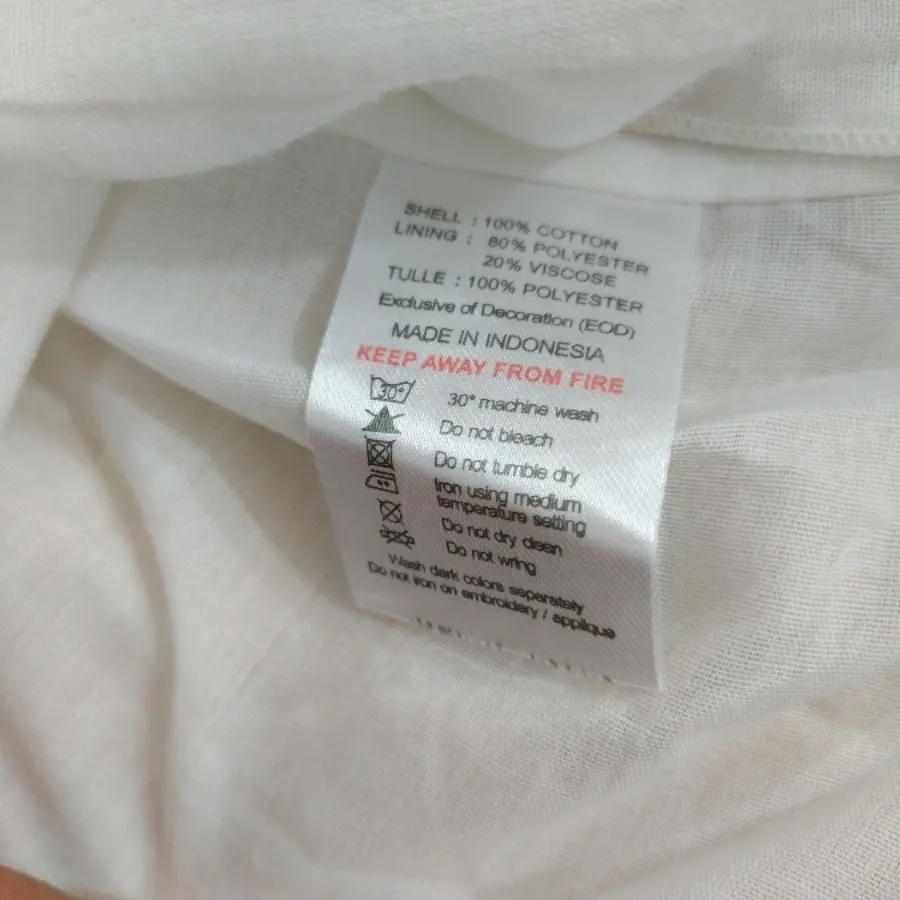 SHELL : 100% COTTON
LINING : 80% POLYESTER
20% VISCOSE
TULLE : 100% POLYESTER
Exclusive of Decoration (EOD)
MADE IN INDONESIA
KEEP AWAY FROM FIRE
30° 30° machine wash
Do not bleach
Do not tumble dry
Iron using medium
temperature setting
Do not dry clean
Do not wring
Wash dark colors separately
Do not iron on embroidery / applique